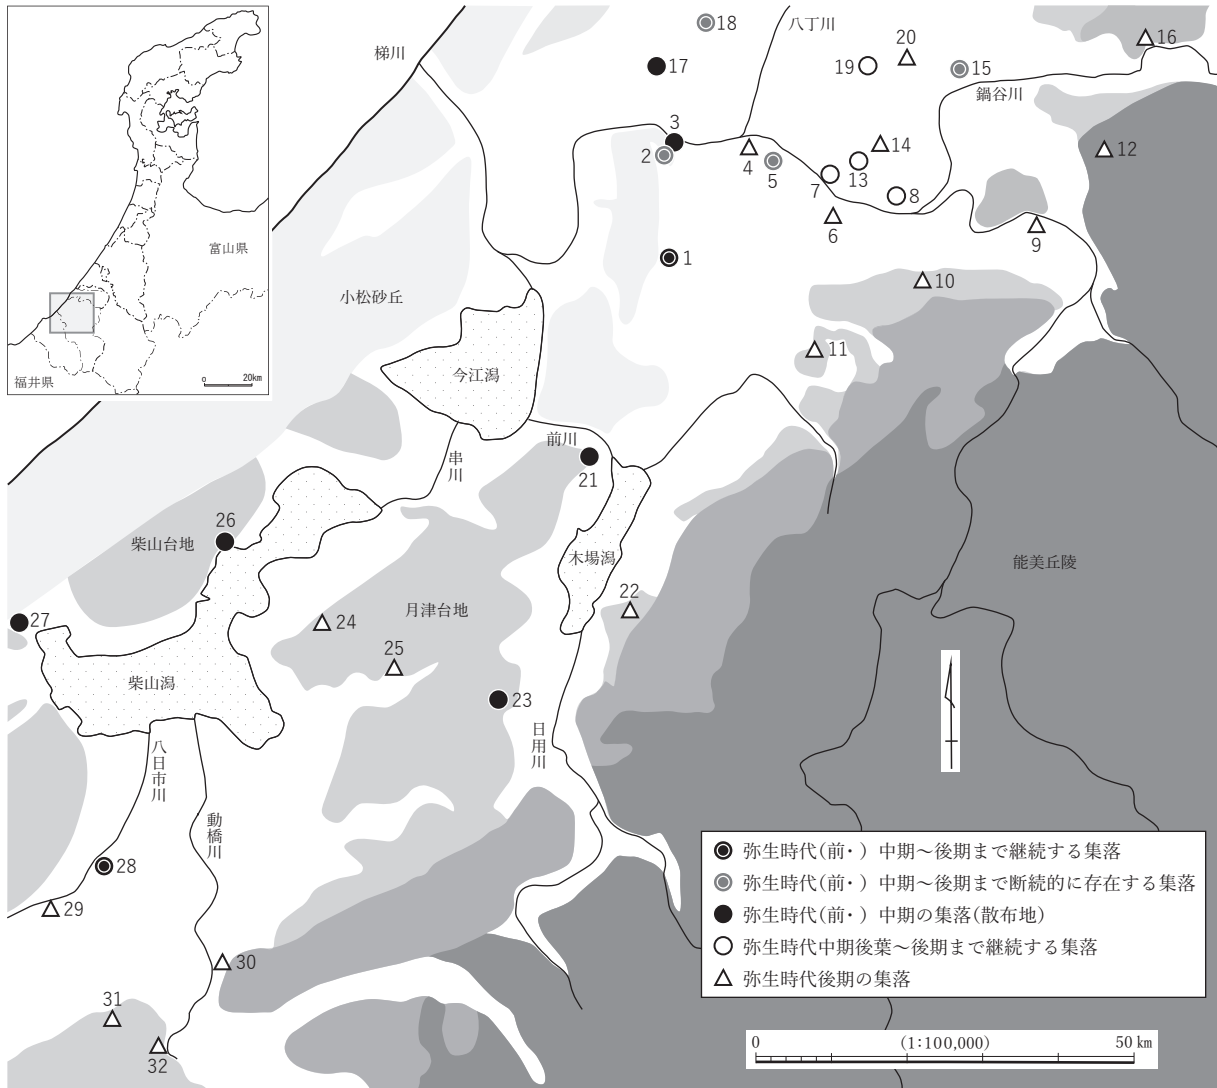 富山県
福井県
0
20km
梯川
八丁川
鍋谷川
小松砂丘
今江潟
前川
串川
柴山台地
木場潟
能美丘陵
月津台地
柴山潟
日用川
八日市川
動橋川
18
17
20
19
15
16
3
2
4
5
14
13
7
8
12
6
9
1
10
11
21
26
22
27
24
25
23
28
29
30
31
32
弥生時代(前・）中期～後期まで継続する集落
弥生時代(前・）中期～後期まで断続的に存在する集落
弥生時代(前・）中期の集落(散布地)
弥生時代中期後葉～後期まで継続する集落
弥生時代後期の集落
0
(1:100,000)
50 km